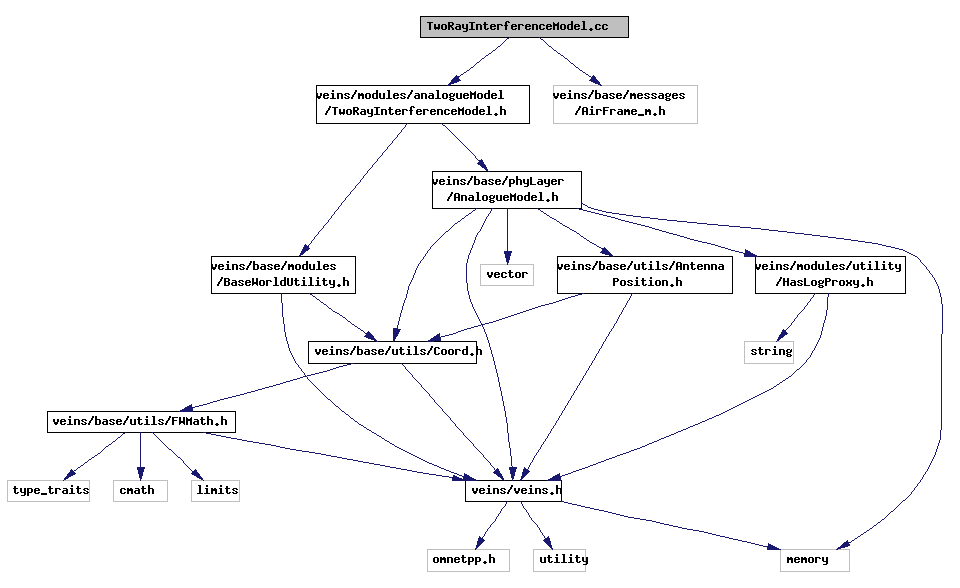 TwoRayInterferenceModel.cc
veins/modules/analogueModel
/TwoRayInterferenceModel.h
veins/base/messages
/AirFrame_m.h
veins/base/phyLayer
/AnalogueModel.h
veins/base/modules
/BaseWorldUtility.h
vector
veins/base/utils/Antenna
Position.h
veins/modules/utility
/HasLogProxy.h
veins/base/utils/Coord.h
string
veins/base/utils/FWMath.h
type_traits
cmath
limits
veins/veins.h
omnetpp.h
utility
memory